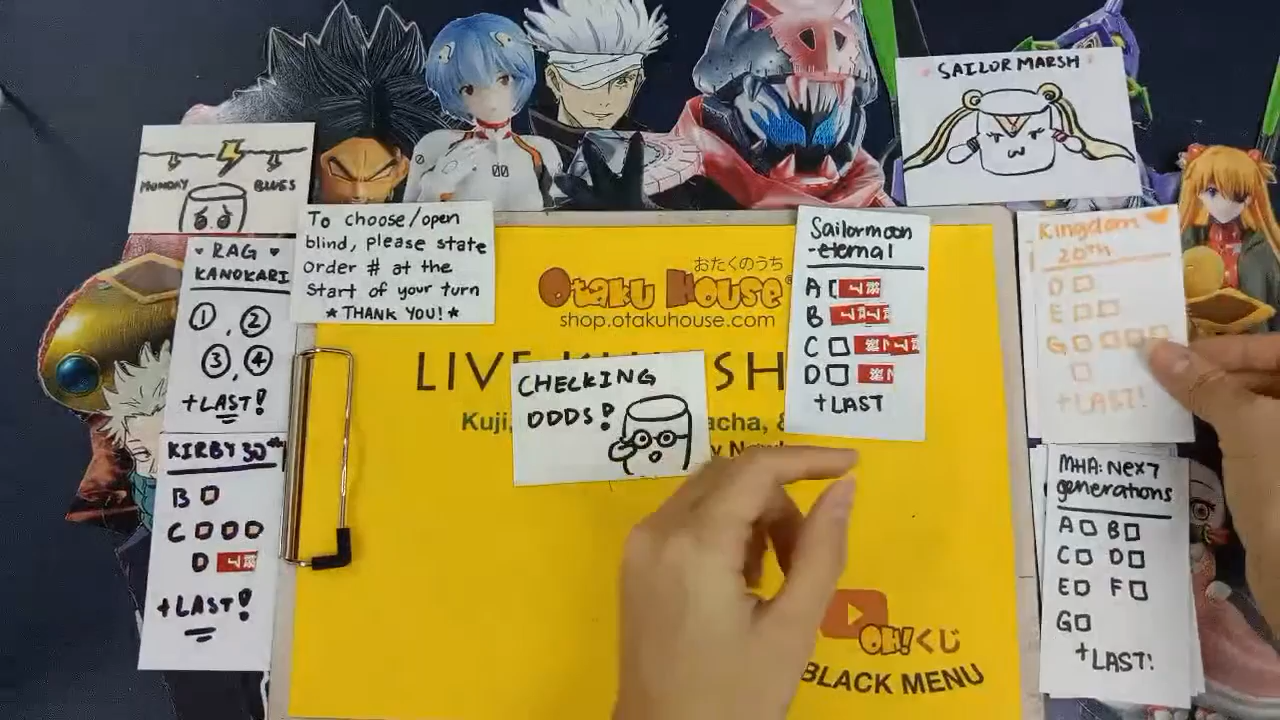 MONDAY BLUES
RAG
KANOKARI
1, 2
3, 4
+LAST!
KIRBY 30th
B
C
D
+LAST!
To choose/open
blind, please state
order # at the
start of your turn
★THANK YOU!★
00
おたくのうち
Otaku House
shop.otakuhouse.com
LIVE
SH
Kuji,
acha, &
CHECKING
ODDS!
Sailormoon
-eternal
A
B
C
D
+LAST
Oh!くじ
BLACK MENU
SAILOR MARSH
Kingdom
20th
D
E
G
+LAST!
MHA: Next
generations
A B
C D
E F
G
+LAST!